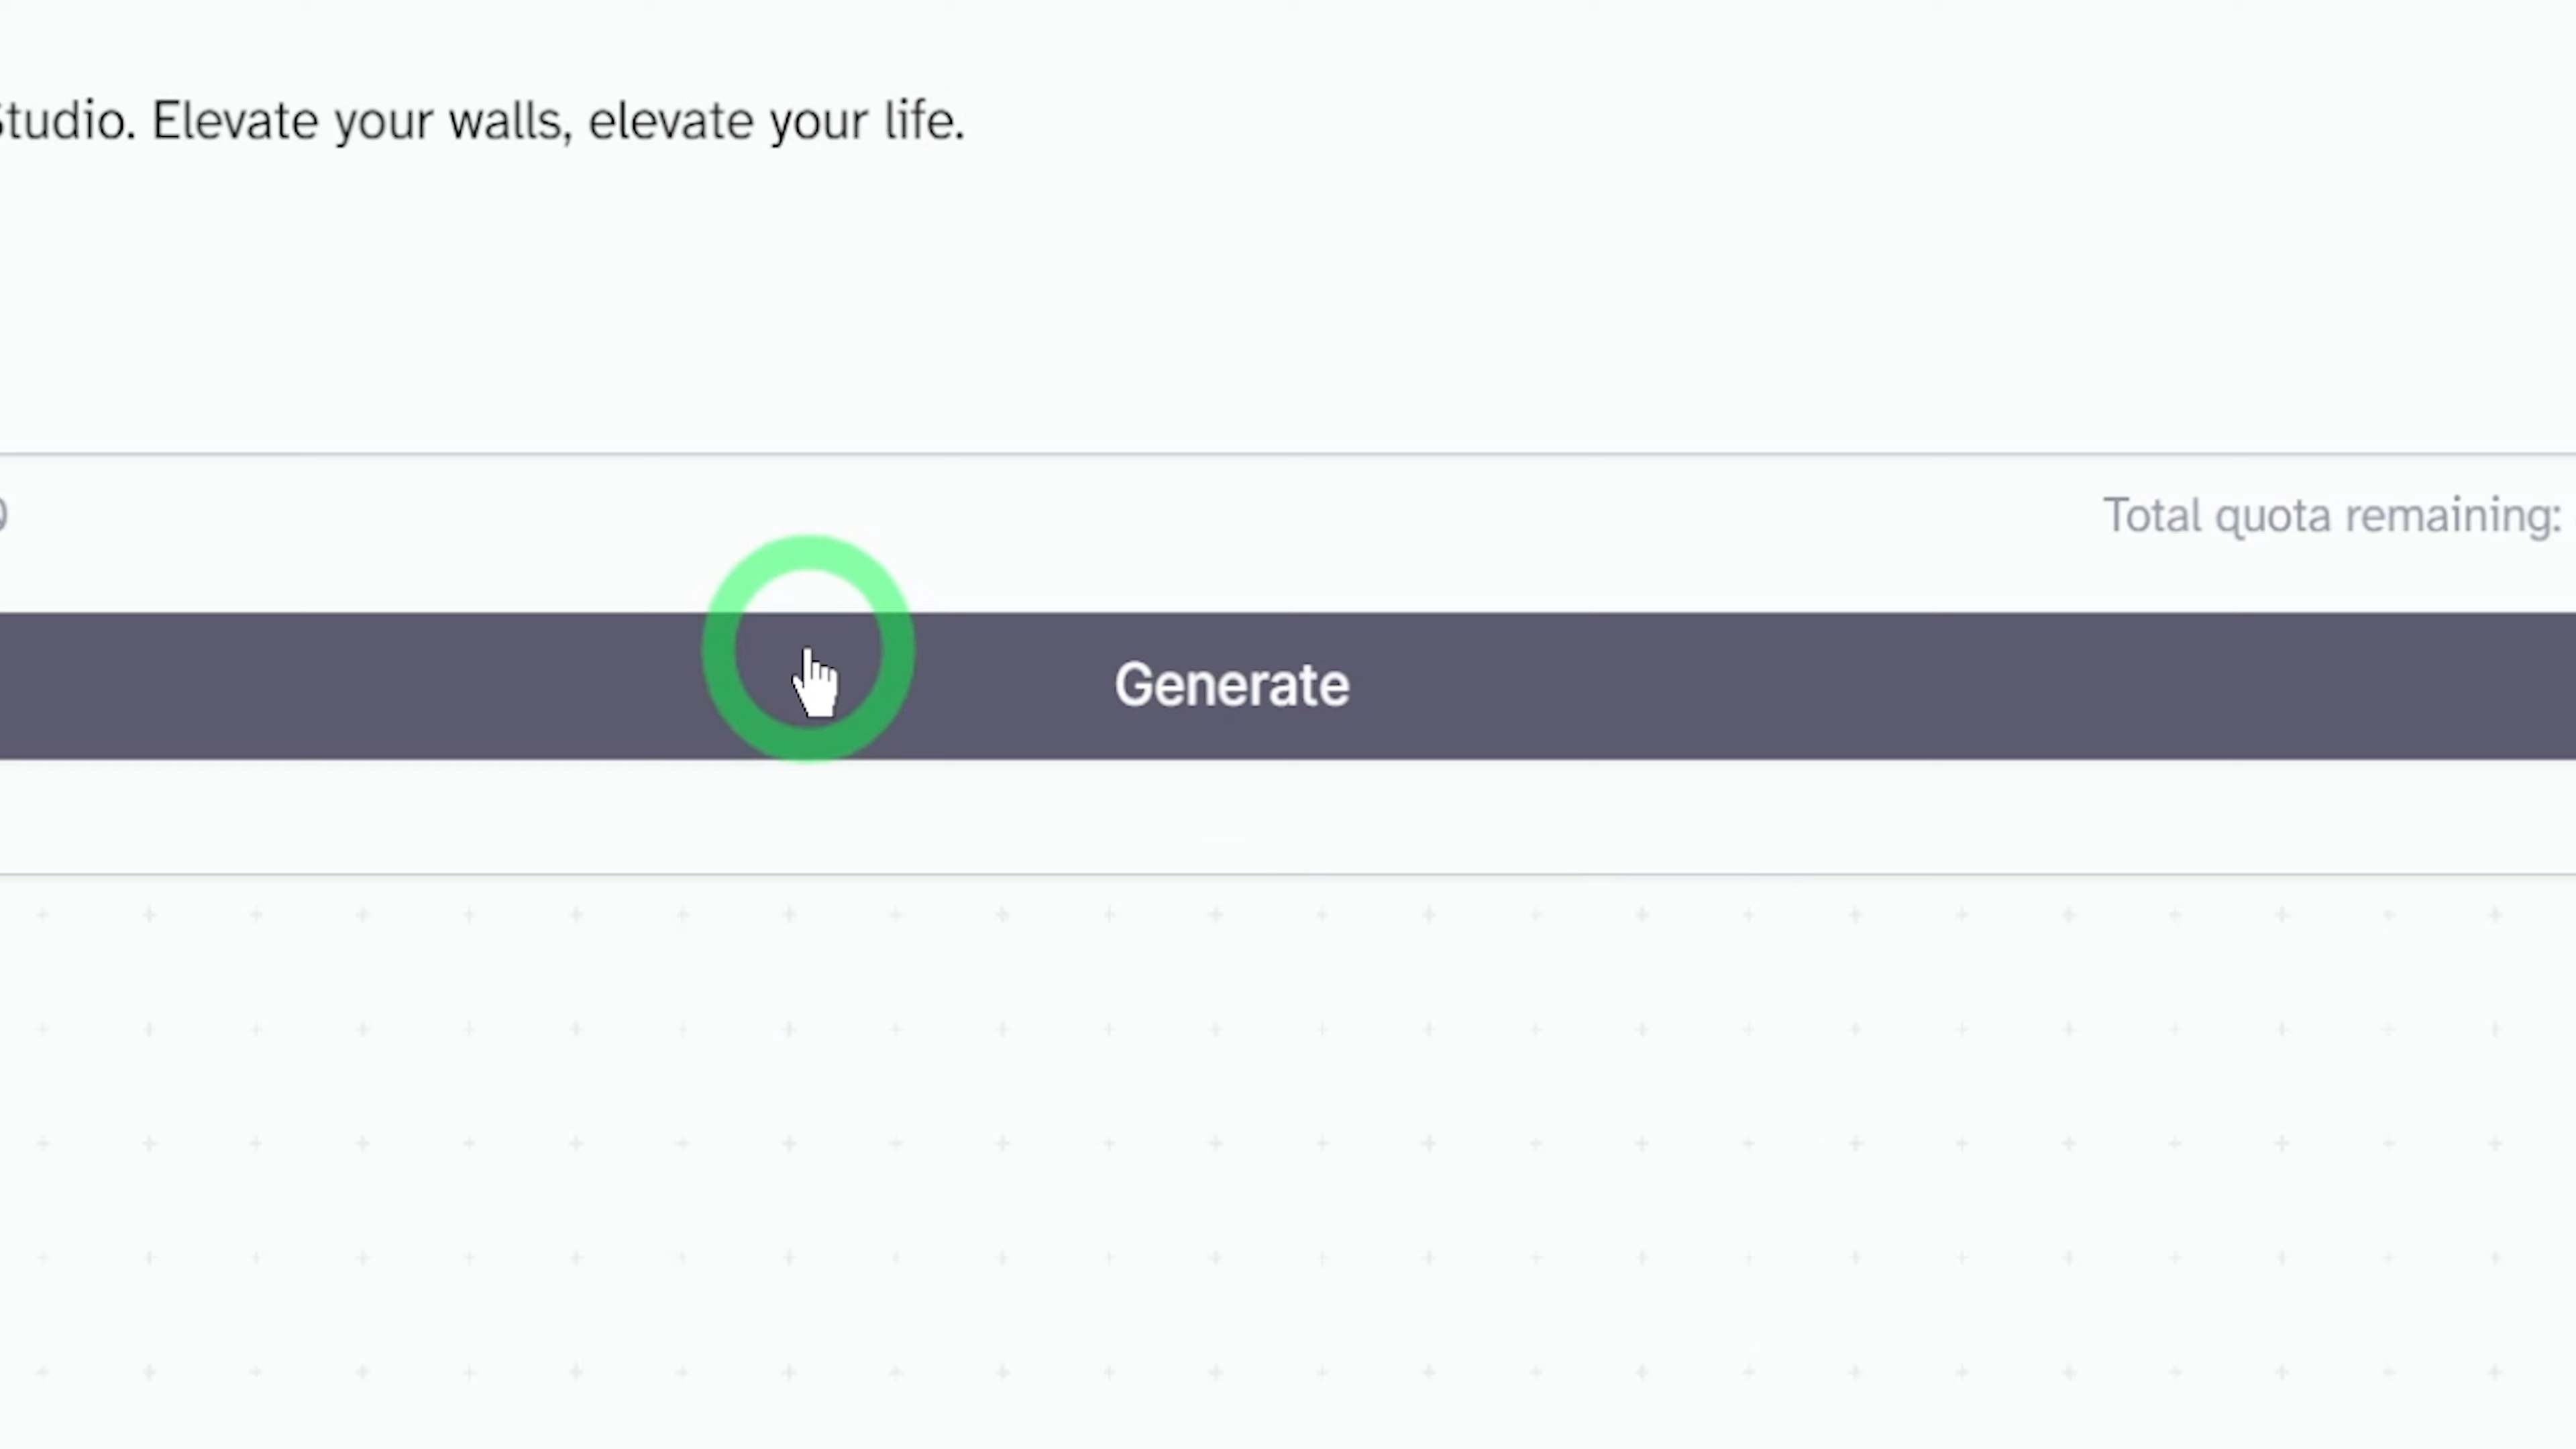 Studio. Elevate your walls, elevate your life.
Total quota remaining:
Generate